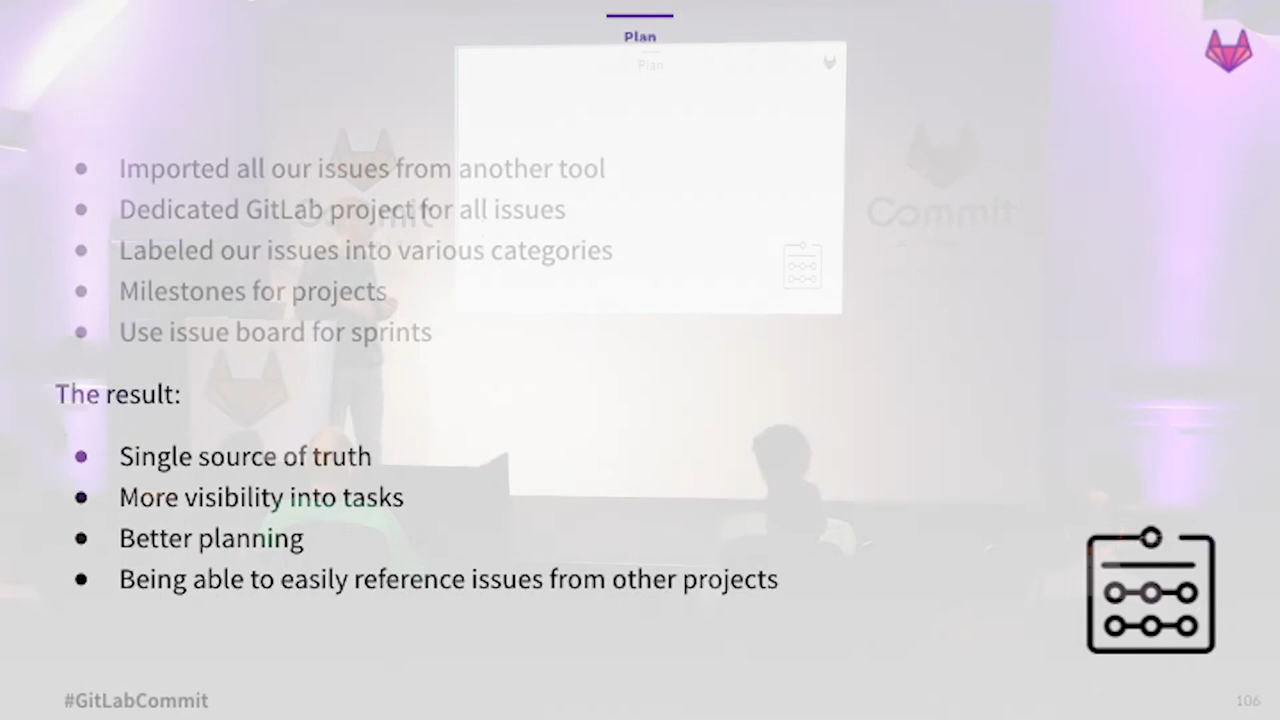 Plan
Plan
Imported all our issues from another tool
Dedicated GitLab project for all issues
Commit
Commit
Labeled our issues into various categories
Milestones for projects
Use issue board for sprints
The result:
Single source of truth
More visibility into tasks
Better planning
Being able to easily reference issues from other projects
#GitLabCommit
106